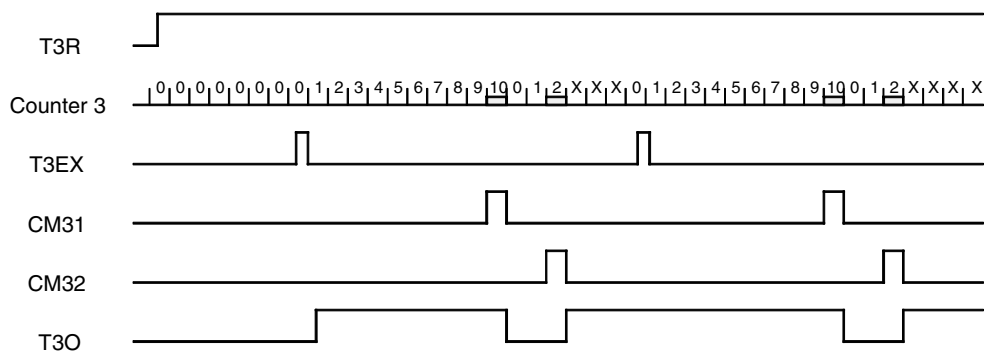 T3R
0 0 0 0 0 0 0 0 1 2 3 4 5 6 7 8 9 10 0 1 2 X X X 0 1 2 3 4 5 6 7 8 9 10 0 1 2 X X X X
Counter 3
T3EX
CM31
CM32
T3O